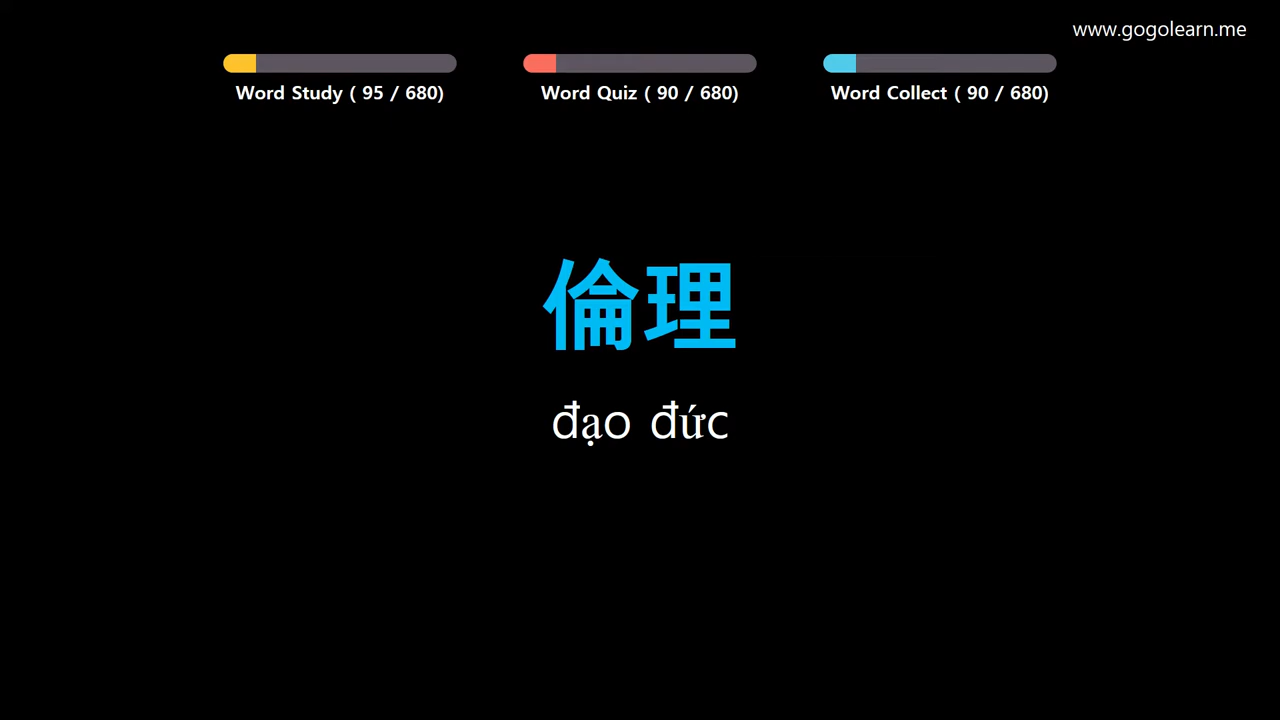 www.gogolearn.me
Word Study ( 95 / 680)
Word Quiz ( 90 / 680)
Word Collect ( 90 / 680)
倫理
đạo đức